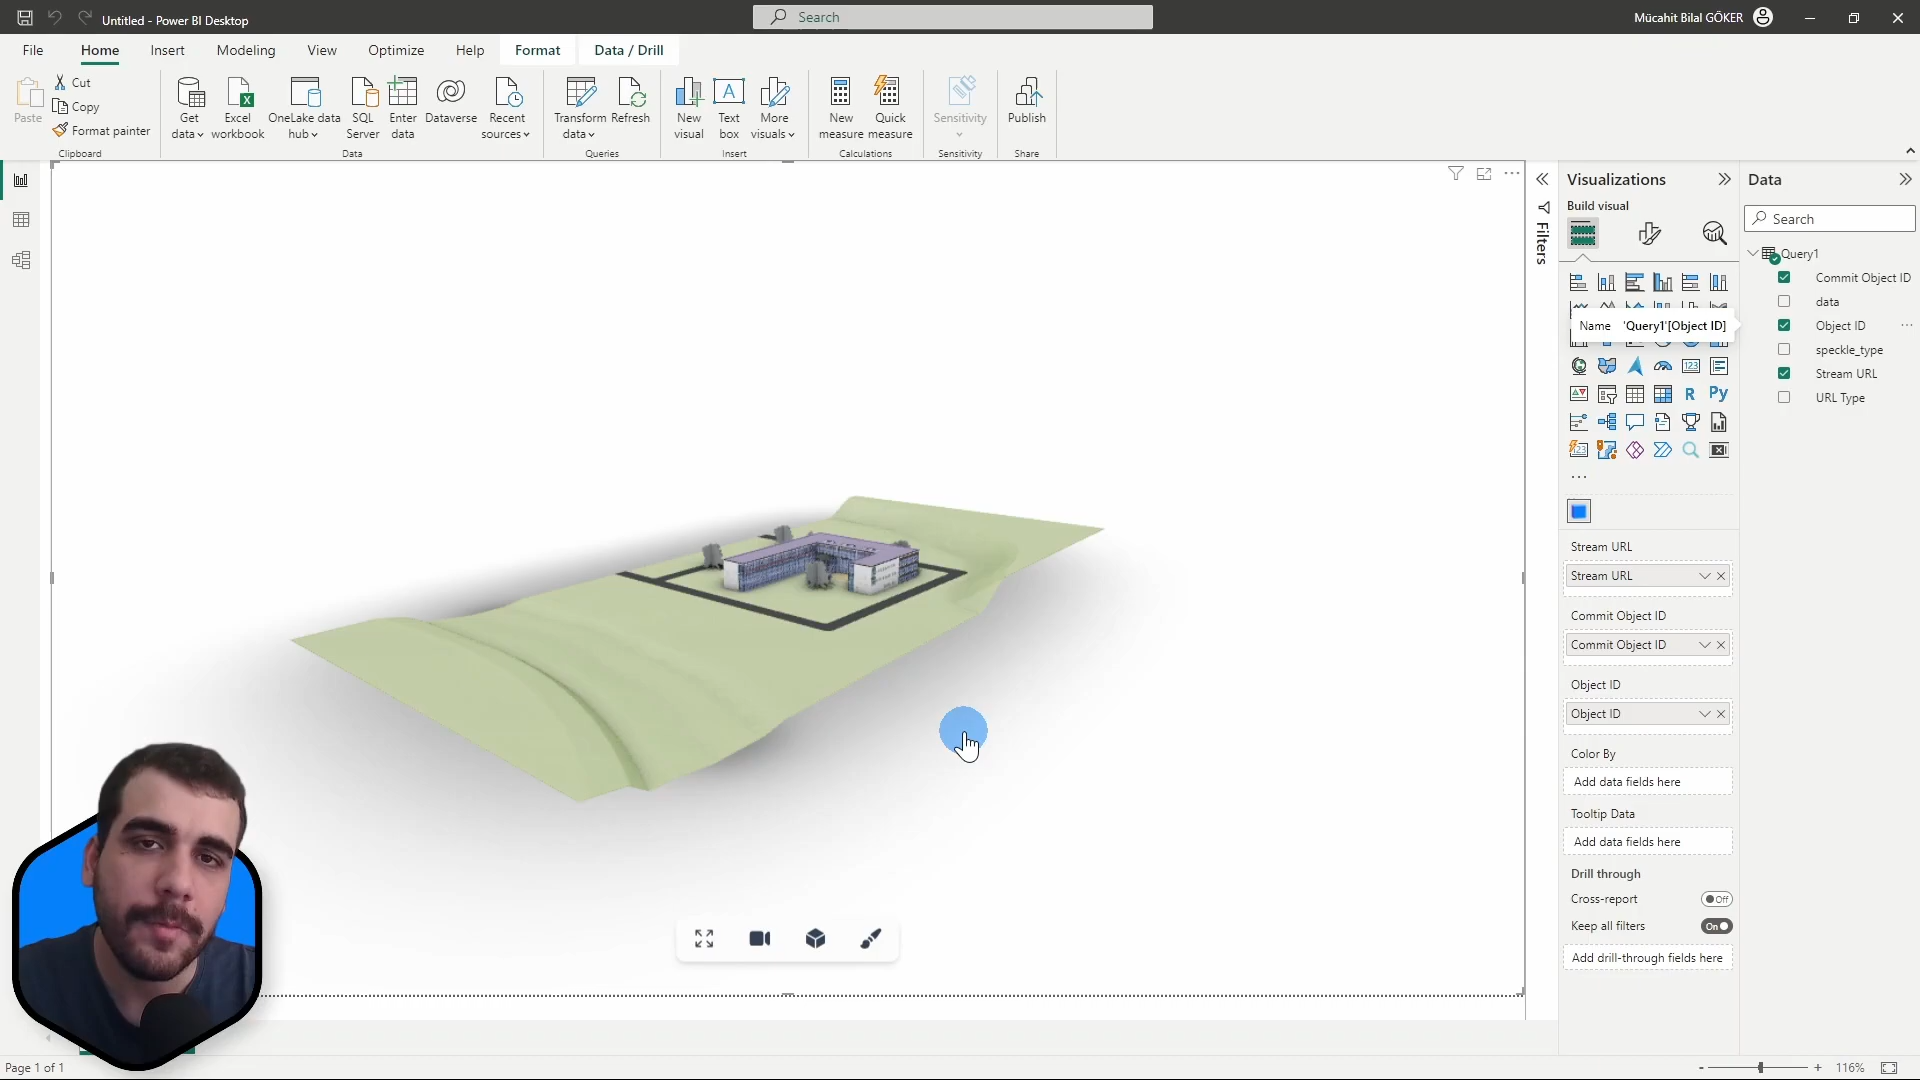 Untitled - Power BI Desktop
Search
Mücahit Bilal GÖKER
File
Home
Insert
Modeling
View
Optimize
Help
Format
Data / Drill
Paste
Cut
Copy
Format painter
Clipboard
Get data
Excel workbook
OneLake data hub
SQL Server
Enter data
Dataverse
Recent sources
Data
Transform data
Refresh
Queries
New visual
Text box
More visuals
Insert
New measure
Quick measure
Calculations
Sensitivity
Sensitivity
Publish
Share
Filters
Visualizations
Build visual
Name 'Query1'[Object ID]
123
R
Py
123
...
Stream URL
Stream URL
Commit Object ID
Commit Object ID
Object ID
Object ID
Color By
Add data fields here
Tooltip Data
Add data fields here
Drill through
Cross-report
Off
Keep all filters
On
Add drill-through fields here
Data
Search
Query1
Commit Object ID
data
Object ID
speckle_type
Stream URL
URL Type
Page 1 of 1
- + 116%